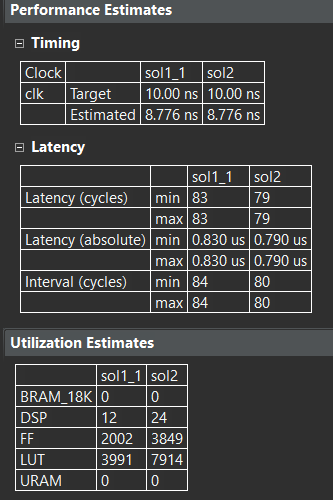 Performance Estimates
Timing
Clock sol1_1 sol2
clk Target 10.00 ns 10.00 ns
Estimated 8.776 ns 8.776 ns
Latency
sol1_1 sol2
Latency (cycles) min 83 79
max 83 79
Latency (absolute) min 0.830 us 0.790 us
max 0.830 us 0.790 us
Interval (cycles) min 84 80
max 84 80
Utilization Estimates
sol1_1 sol2
BRAM_18K 0 0
DSP 12 24
FF 2002 3849
LUT 3991 7914
URAM 0 0